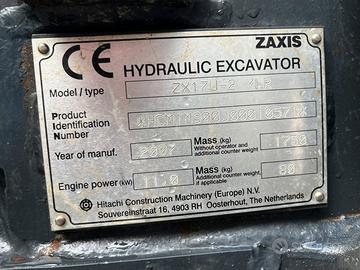 ZAXIS
CE HYDRAULIC EXCAVATOR
Model / type ZX17U-2
Product
Identification
Number
Year of manuf. 2007 Mass (kg)
Without operator and
additional counter weight
Engine power (kW) 11.0 Mass (kg)
Additional counter weight
if applicable 80
Hitachi Construction Machinery (Europe) N.V.
Souvereinstraat 16, 4903 RH Oosterhout, The Netherlands